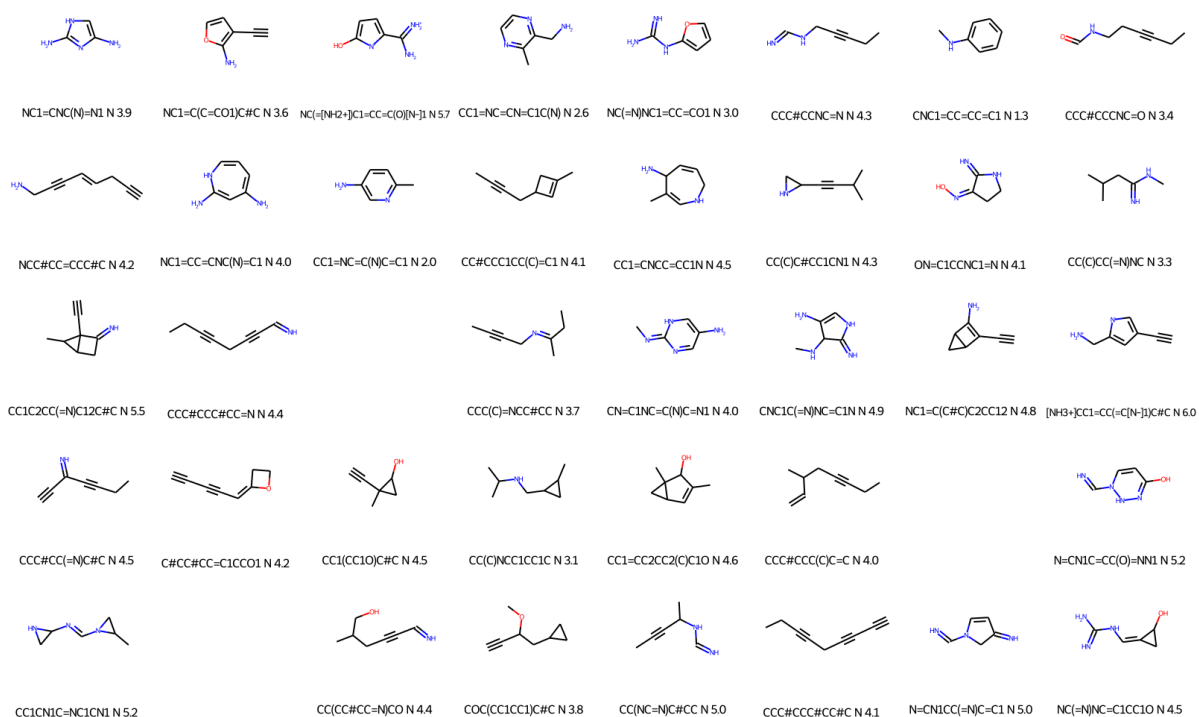 NC1=CNC(N)=N1 N 3.9
NC1=C(C=CO1)C#C N 3.6
NC(=[NH2+])C1=CC=C(O)[N-]1 N 5.7
CC1=NC=CN=C1C(N) N 2.6
NC(=N)NC1=CC=CO1 N 3.0
CCC#CCNC=N N 4.3
CNC1=CC=CC=C1 N 1.3
CCC#CCCNC=O N 3.4
NCC#CC=CCC#C N 4.2
NC1=CC=CNC(N)=C1 N 4.0
CC1=NC=C(N)C=C1 N 2.0
CC#CCC1CC(C)=C1 N 4.1
CC1=CNCC=CC1N N 4.5
CC(C)C#CC1CN1 N 4.3
ON=C1CCNC1=N N 4.1
CC(C)CC(=N)NC N 3.3
CC1C2CC(=N)C12C#C N 5.5
CCC#CCC#CC=N N 4.4
CCC(C)=NCC#CC N 3.7
CN=C1NC=C(N)C=N1 N 4.0
CNC1C(=N)NC=C1N N 4.9
NC1=C(C#C)C2CC12 N 4.8
[NH3+]CC1=CC(=C[N-]1)C#C N 6.0
CCC#CC(=N)C#C N 4.5
C#CC#CC=C1CCO1 N 4.2
CC1(CC1O)C#C N 4.5
CC(C)NCC1CC1C N 3.1
CC1=CC2CC2(C)C1O N 4.6
CCC#CCC(C)C=C N 4.0
N=CN1C=CC(O)=NN1 N 5.2
CC1CN1C=NC1CN1 N 5.2
CC(CC#CC=N)CO N 4.4
COC(CC1CC1)C#C N 3.8
CC(NC=N)C#CC N 5.0
CCC#CCC#CC#C N 4.1
N=CN1CC(=N)C=C1 N 5.0
NC(=N)NC=C1CC1O N 4.5